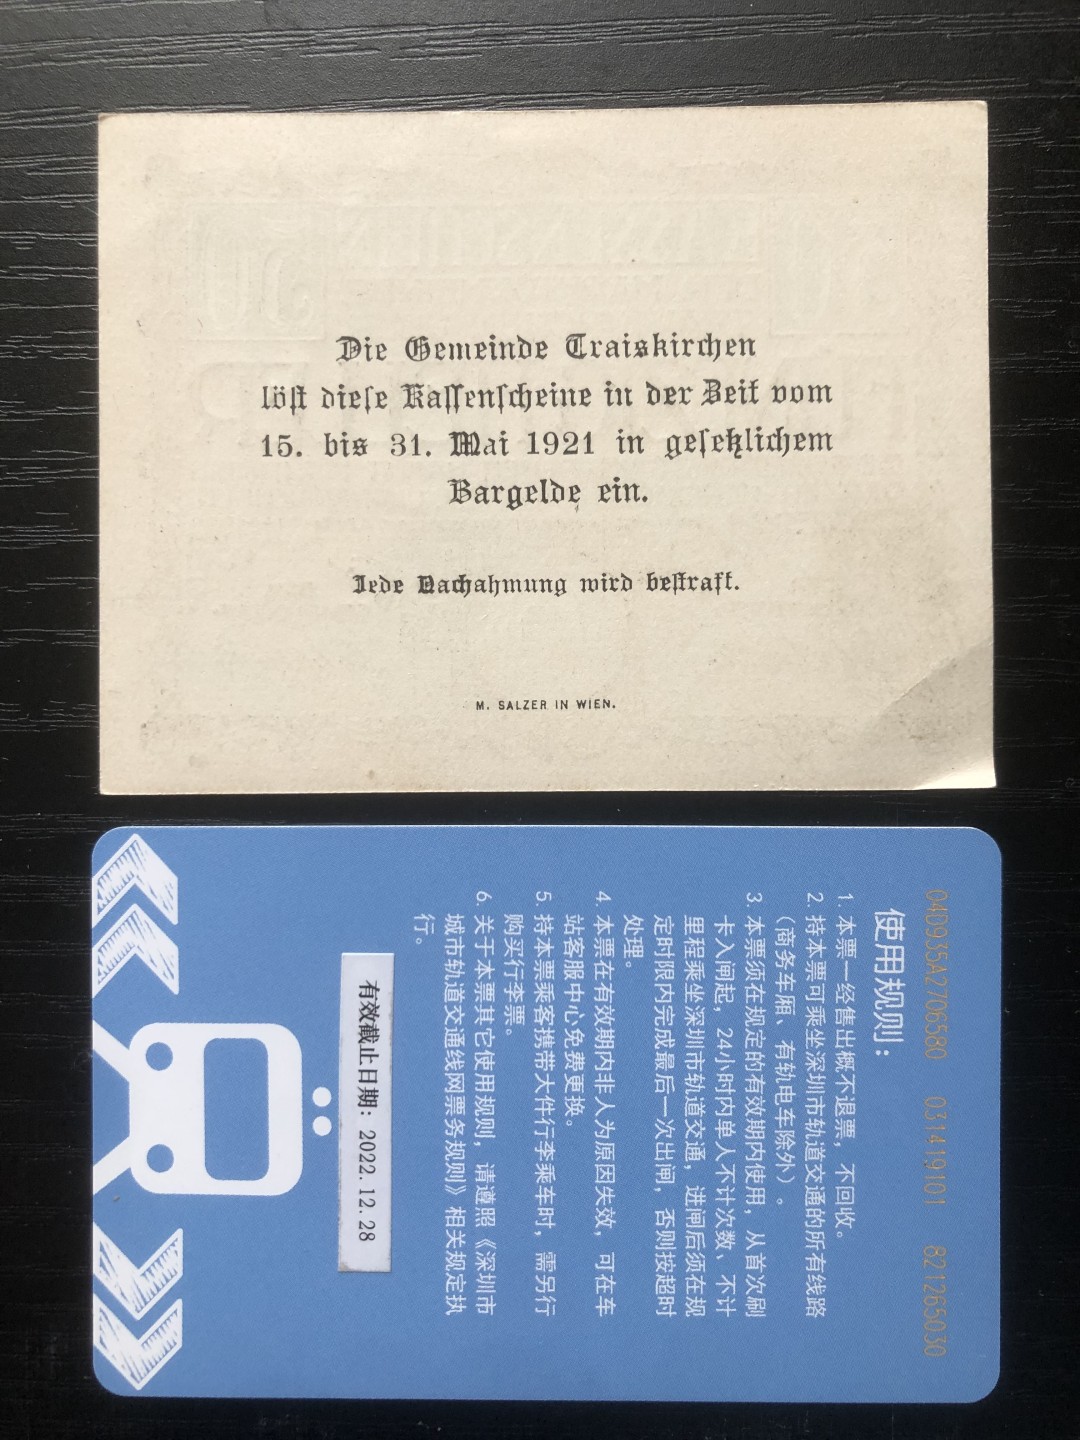 Die Gemeinde Traiskirchen
löst diese Kassenscheine in der Zeit vom
15. bis 31. Mai 1921 in gesetzlichem
Bargelde ein.
Jede Nachahmung wird bestraft.
M. SALZER IN WIEN.
04D935A2706580 031419101 821265030
使用规则：
1. 本票一经售出概不退票，不回收。
2. 持本票可乘坐深圳市轨道交通的所有线路
（商务车厢、有轨电车除外）。
3. 本票须在规定的有效期内使用，从首次刷
卡入闸起，24小时内单人不计次数、不计
里程乘坐深圳市轨道交通，进闸后须在规
定时限内完成最后一次出闸，否则按超时
处理。
4. 本票在有效期内非人为原因失效，可在车
站客服中心免费更换。
5. 持本票乘客携带大件行李乘车时，需另行
购买行李票。
6. 关于本票其它使用规则，请遵照《深圳市
城市轨道交通线网票务规则》相关规定执
行。
有效截止日期：2022.12.28